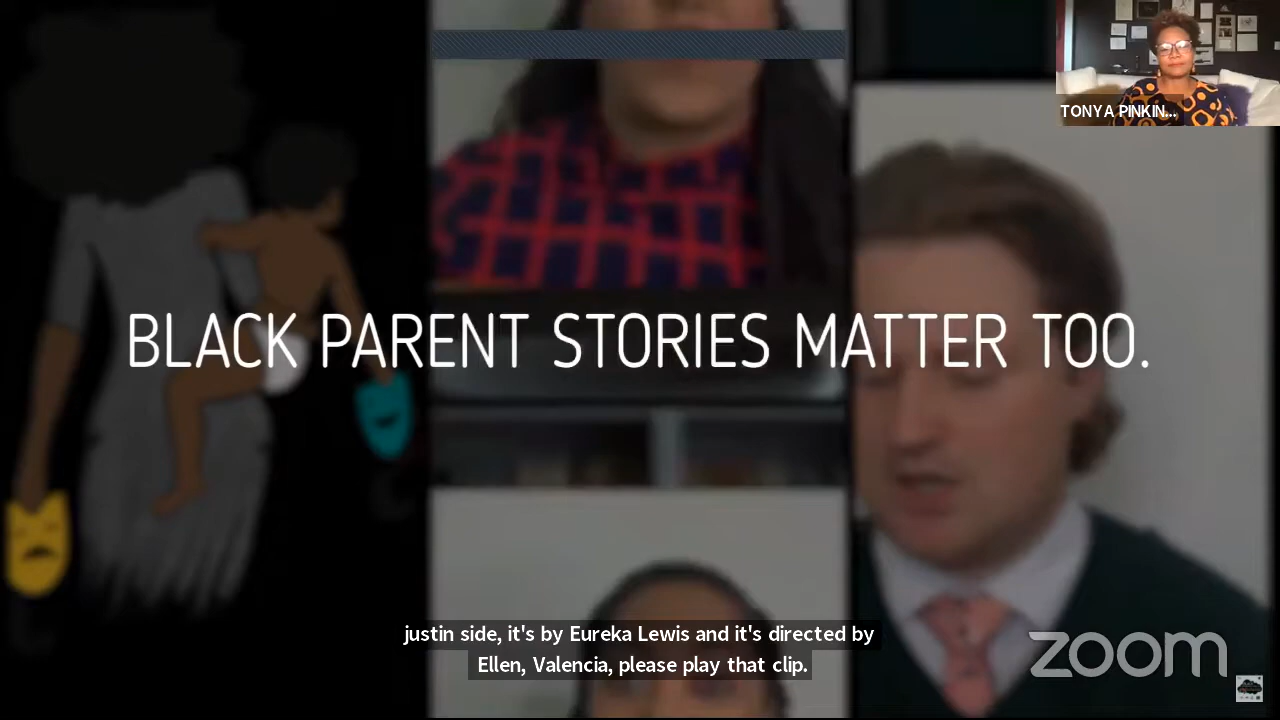 TONYA PINKIN...
BLACK PARENT STORIES MATTER TOO.
justin side, it's by Eureka Lewis and it's directed by
Ellen, Valencia, please play that clip.
zoom